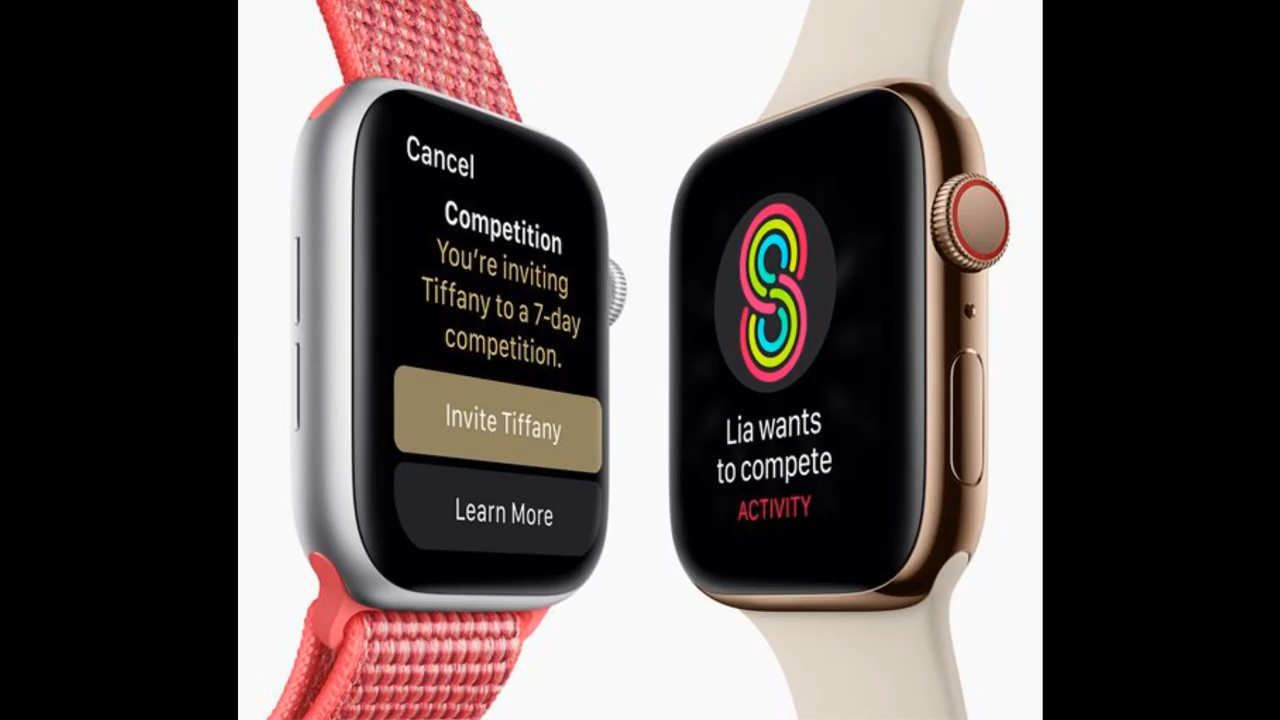 Cancel
Competition
You're inviting
Tiffany to a 7-day
competition.
Invite Tiffany
Learn More
Lia wants
to compete
ACTIVITY